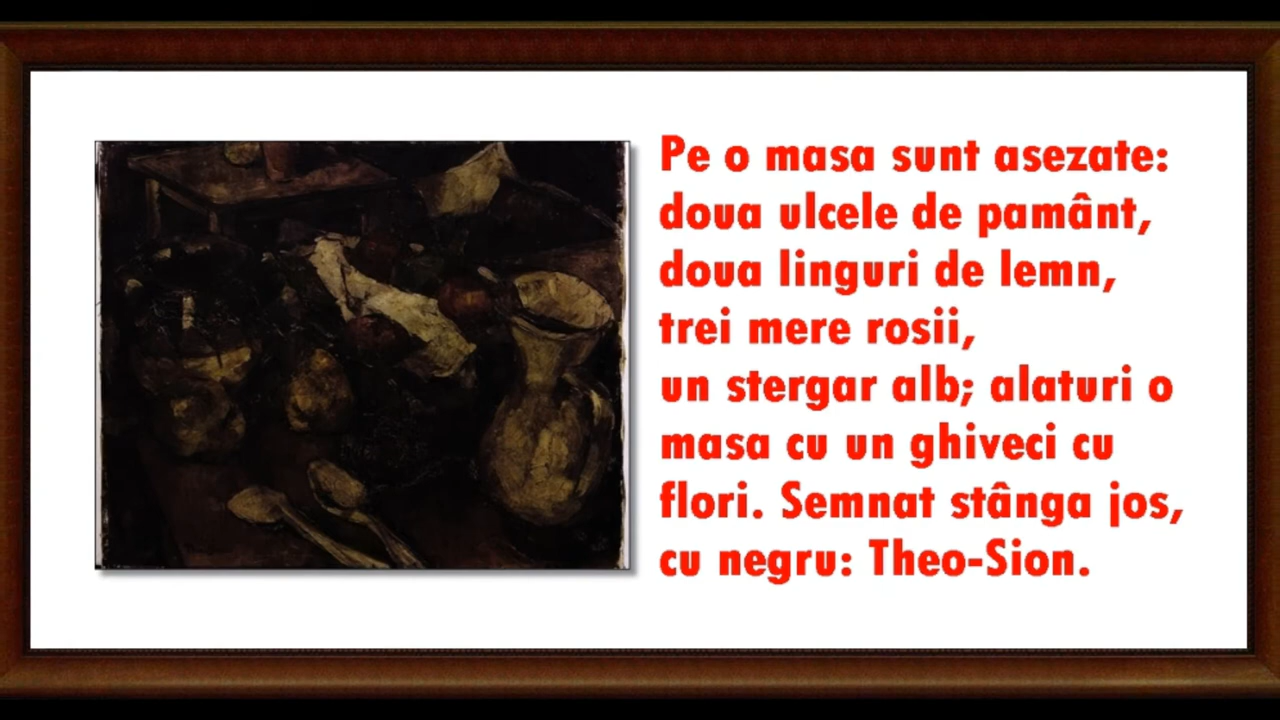 Pe o masa sunt asezate:
doua ulcele de pamânt,
doua linguri de lemn,
trei mere rosii,
un stergar alb; alaturi o
masa cu un ghiveci cu
flori. Semnat stânga jos,
cu negru: Theo-Sion.